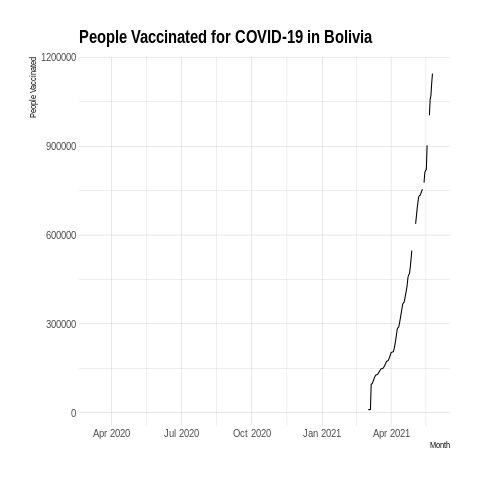 People Vaccinated for COVID-19 in Bolivia
People Vaccinated
1200000
900000
600000
300000
0
Apr 2020 Jul 2020 Oct 2020 Jan 2021 Apr 2021
Month